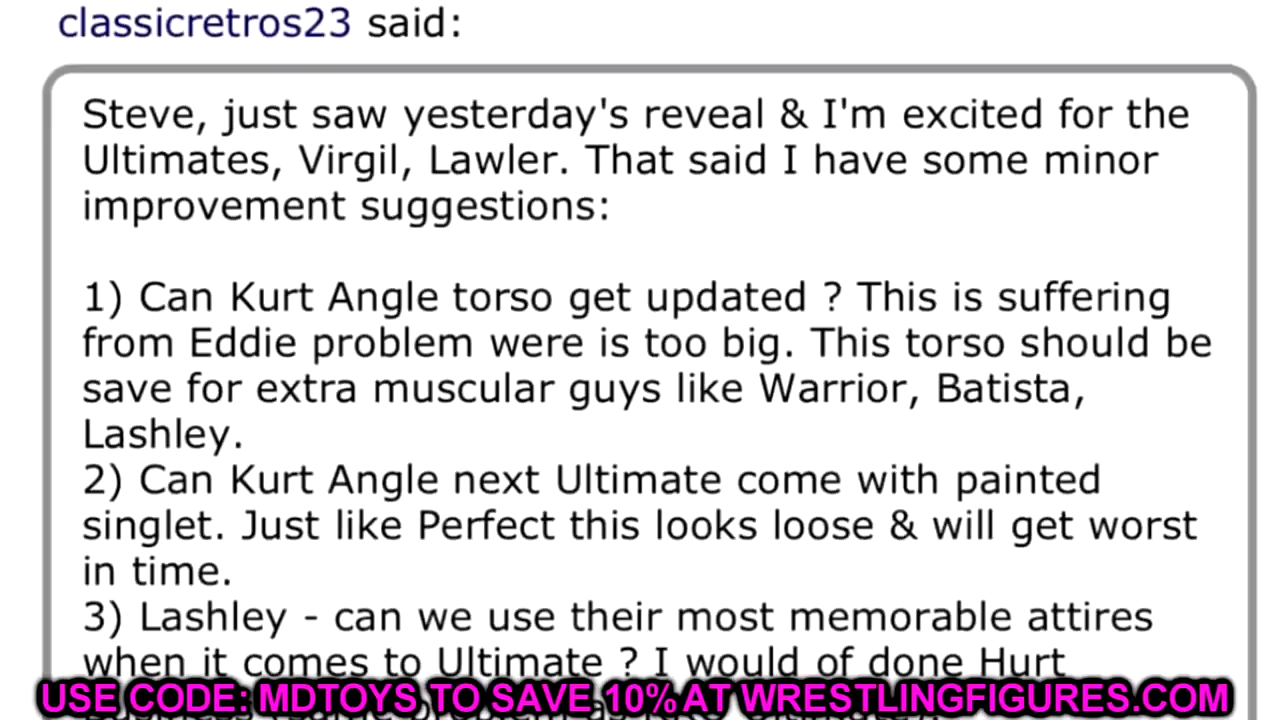 classicretros23 said:
Steve, just saw yesterday's reveal & I'm excited for the
Ultimates, Virgil, Lawler. That said I have some minor
improvement suggestions:
1) Can Kurt Angle torso get updated ? This is suffering
from Eddie problem were is too big. This torso should be
save for extra muscular guys like Warrior, Batista,
Lashley.
2) Can Kurt Angle next Ultimate come with painted
singlet. Just like Perfect this looks loose & will get worst
in time.
3) Lashley - can we use their most memorable attires
when it comes to Ultimate ? I would of done Hurt
USE CODE: MDTOYS TO SAVE 10% AT WRESTLINGFIGURES.COM